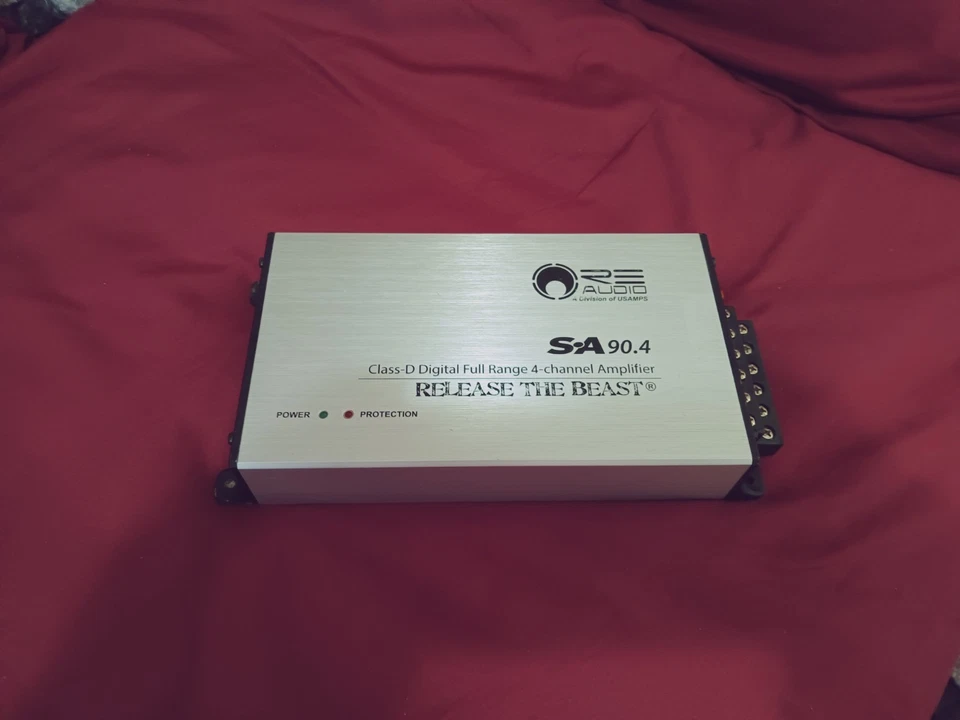 RE
AUDIO
A Division of USAMPS
S•A 90.4
Class-D Digital Full Range 4-channel Amplifier
RELEASE THE BEAST®
POWER PROTECTION